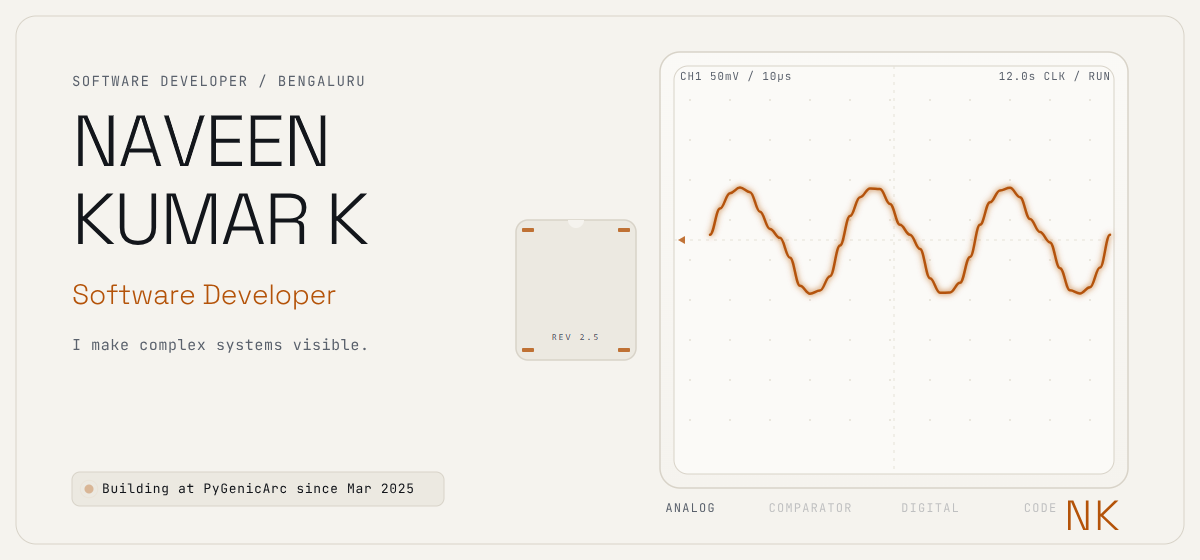 SOFTWARE DEVELOPER / BENGALURU
NAVEEN
KUMAR K
Software Developer
I make complex systems visible.
Building at PyGenicArc since Mar 2025
REV 2.5
CH1 50mV / 10µs
12.0s CLK / RUN
ANALOG
COMPARATOR
DIGITAL
CODE
NK